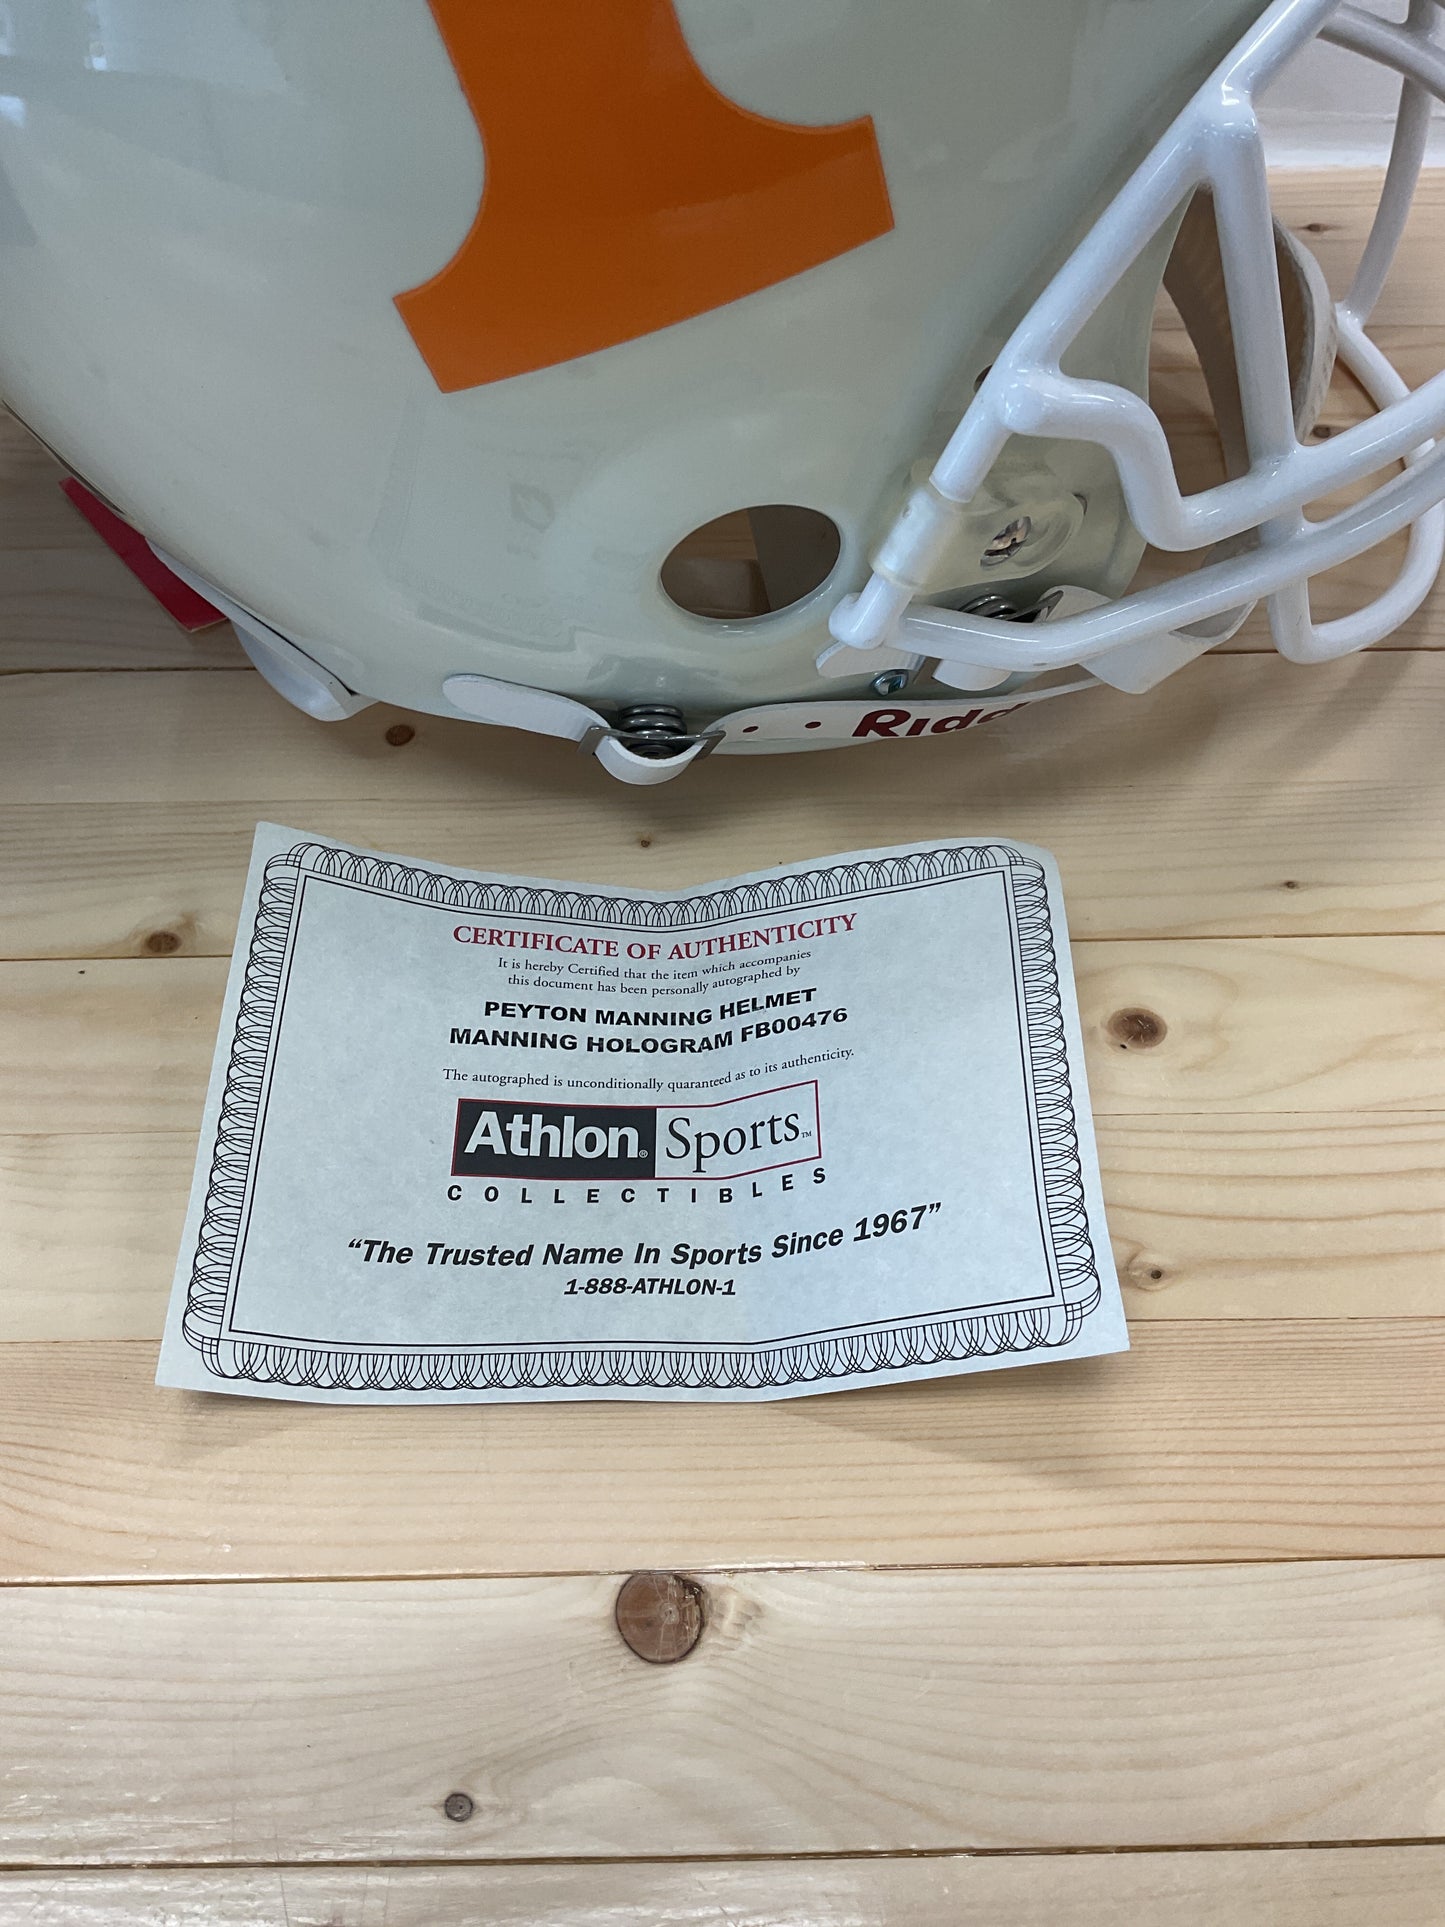 Ridd
CERTIFICATE OF AUTHENTICITY
It is hereby Certified that the item which accompanies
this document has been personally autographed by
PEYTON MANNING HELMET
MANNING HOLOGRAM FB00476
The autographed is unconditionally quaranteed as to its authenticity.
Athlon® Sports™
COLLECTIBLES
“The Trusted Name In Sports Since 1967”
1-888-ATHLON-1